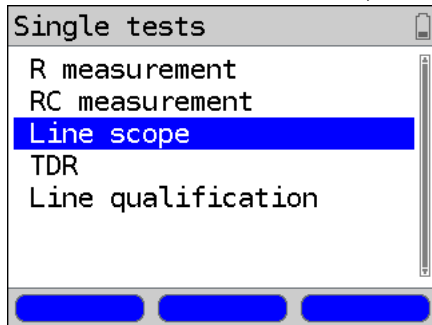 Single tests
R measurement
RC measurement
Line scope
TDR
Line qualification